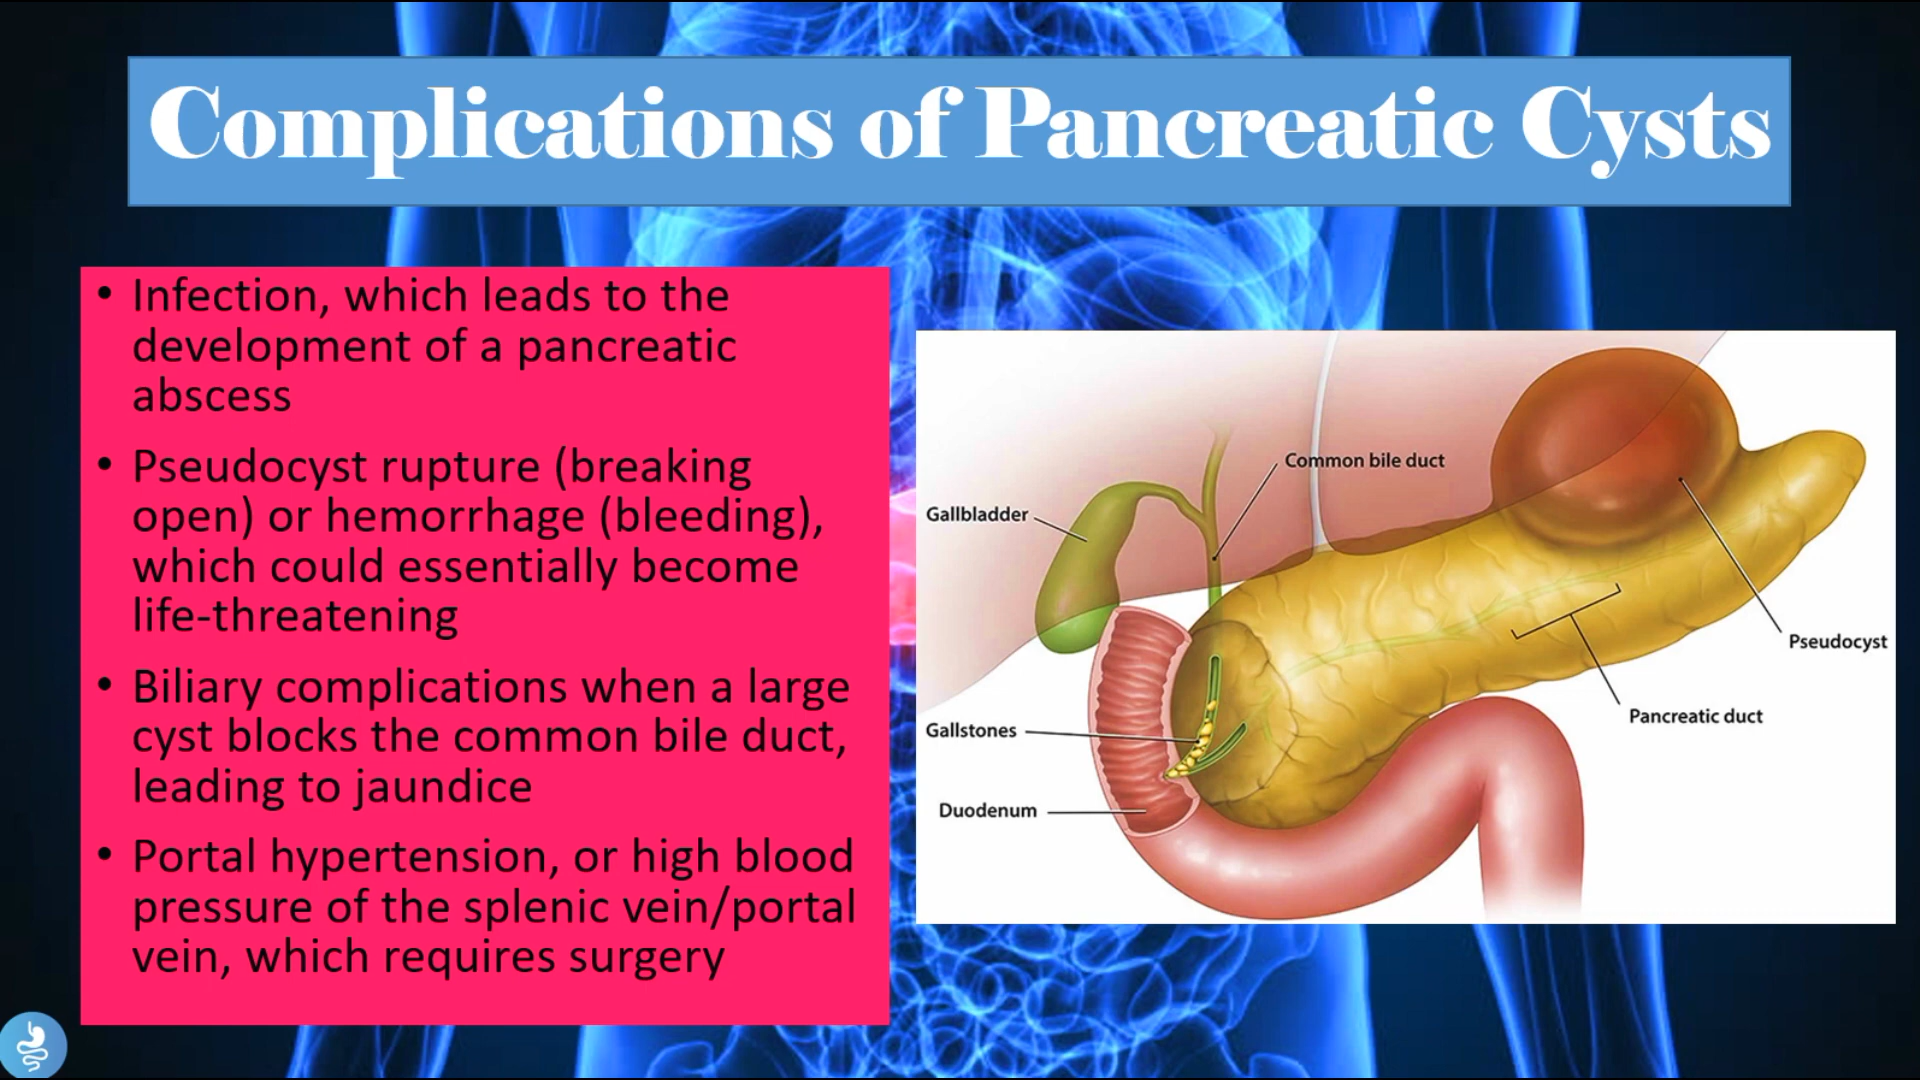 Complications of Pancreatic Cysts
• Infection, which leads to the
development of a pancreatic
abscess
• Pseudocyst rupture (breaking
open) or hemorrhage (bleeding),
which could essentially become
life-threatening
• Biliary complications when a large
cyst blocks the common bile duct,
leading to jaundice
• Portal hypertension, or high blood
pressure of the splenic vein/portal
vein, which requires surgery
Common bile duct
Gallbladder
Pseudocyst
Pancreatic duct
Gallstones
Duodenum